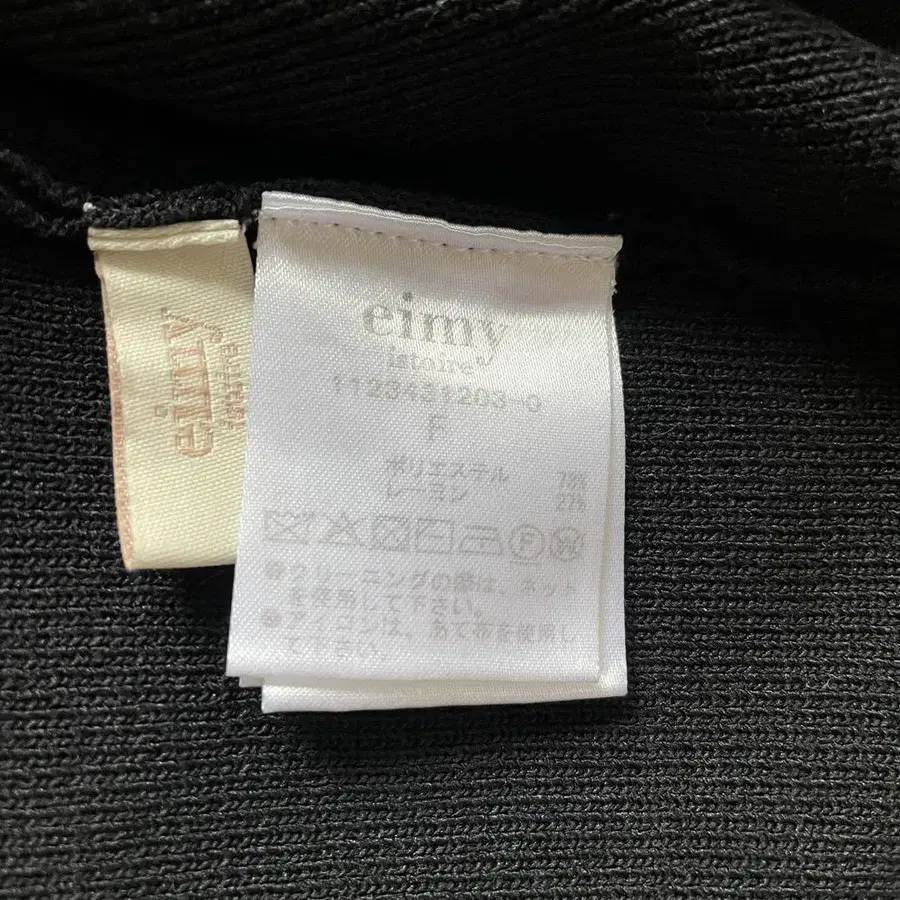 eimy
istoire
eimy
istoire
1123431203-0
F
ポリエステル 73%
レーヨン 27%
●クリーニングの際は、ネット
を使用して下さい。
●アイロンは、あて布を使用し
て下さい。